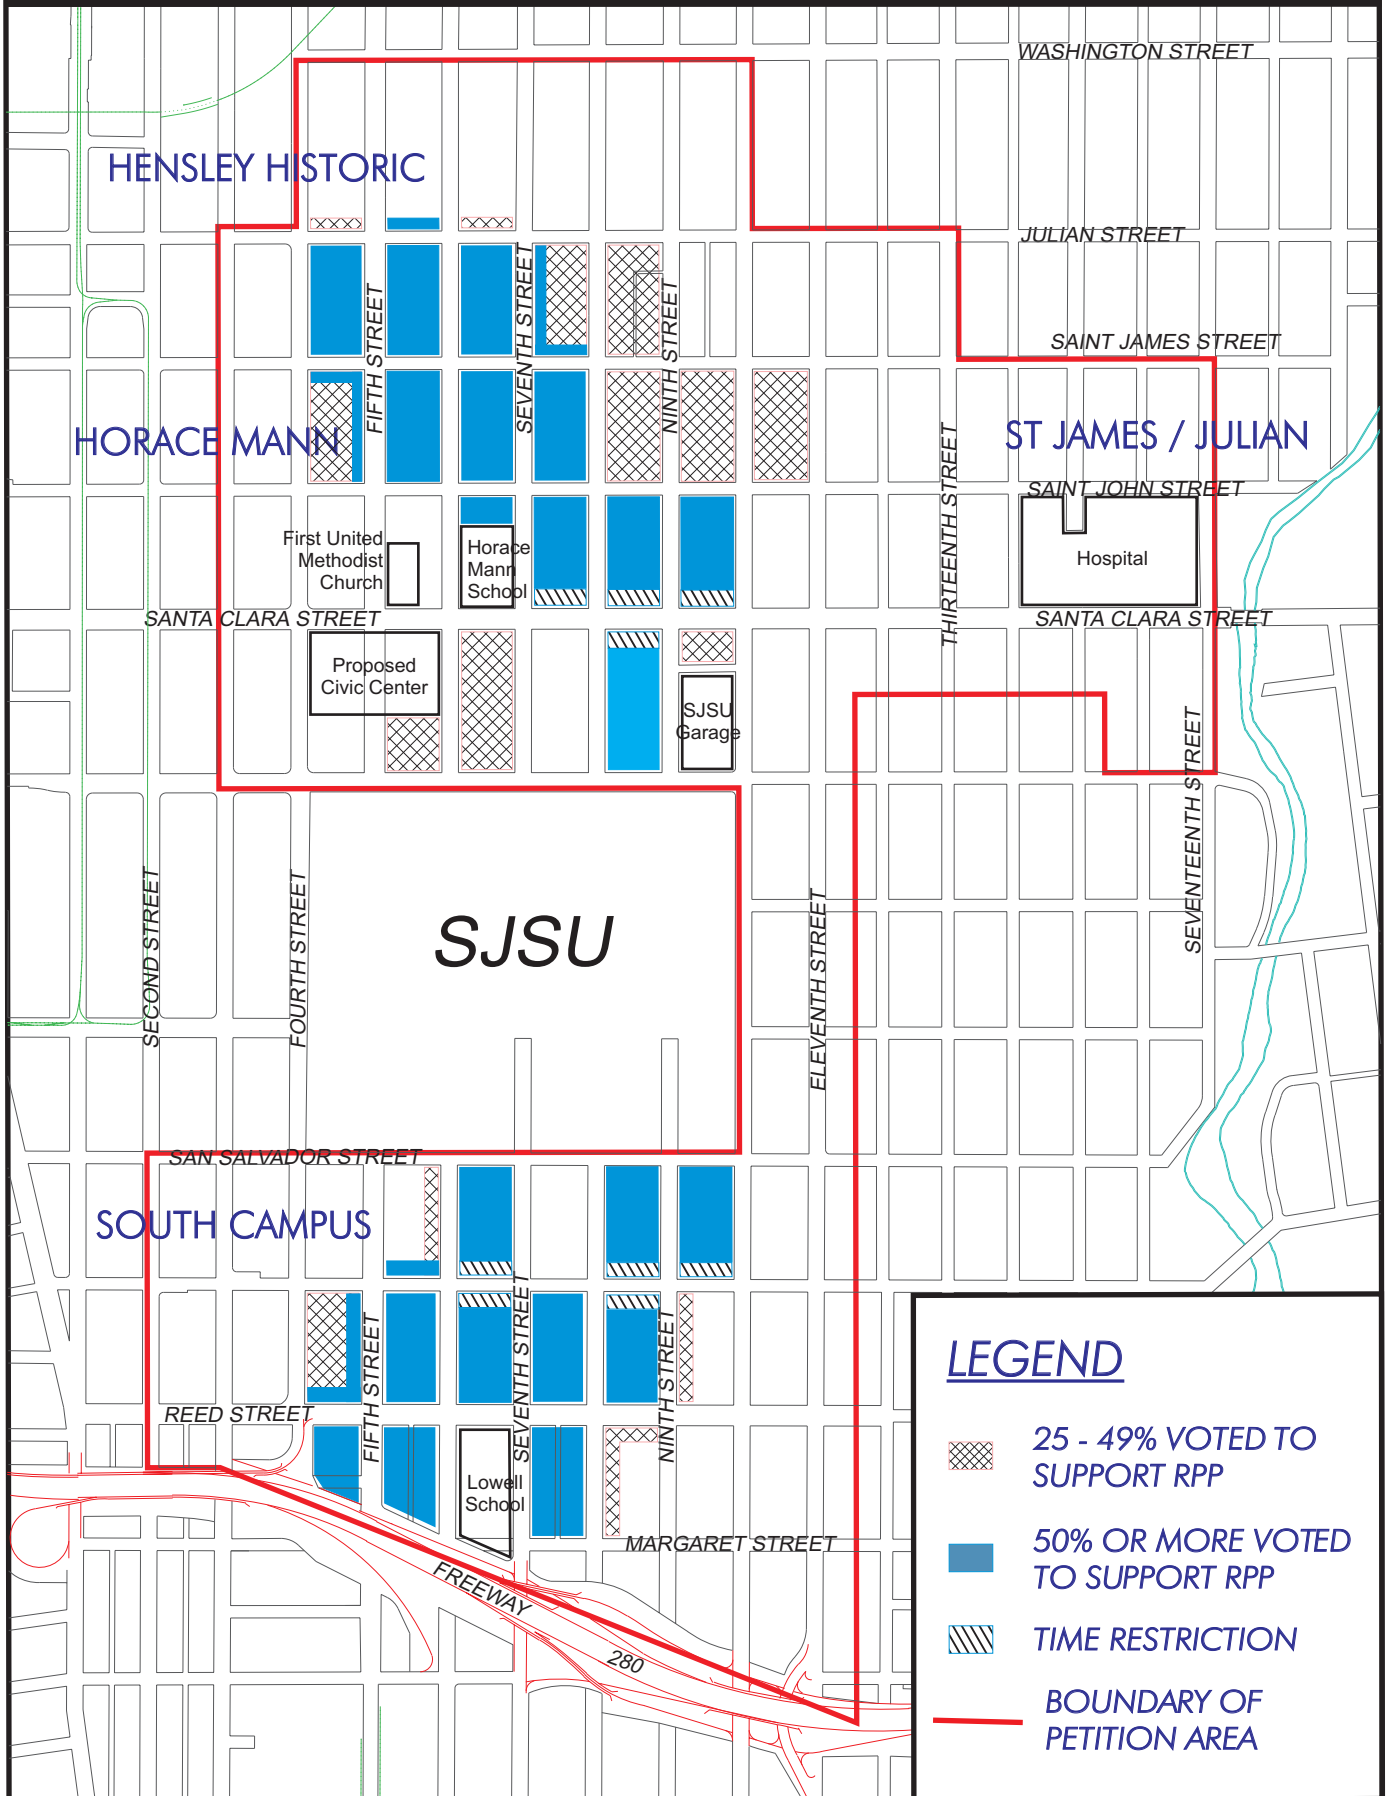 WASHINGTON STREET
HENSLEY HISTORIC
JULIAN STREET
SAINT JAMES STREET
FIFTH STREET
SEVENTH STREET
NINTH STREET
HORACE MANN
ST JAMES / JULIAN
THIRTEENTH STREET
SAINT JOHN STREET
First United
Methodist
Church
Horace
Mann
School
Hospital
SANTA CLARA STREET
SANTA CLARA STREET
Proposed
Civic Center
SJSU
Garage
SEVENTEENTH STREET
SECOND STREET
FOURTH STREET
SJSU
ELEVENTH STREET
SAN SALVADOR STREET
SOUTH CAMPUS
FIFTH STREET
SEVENTH STREET
NINTH STREET
REED STREET
Lowell
School
MARGARET STREET
FREEWAY
280
LEGEND
25 - 49% VOTED TO
SUPPORT RPP
50% OR MORE VOTED
TO SUPPORT RPP
TIME RESTRICTION
BOUNDARY OF
PETITION AREA